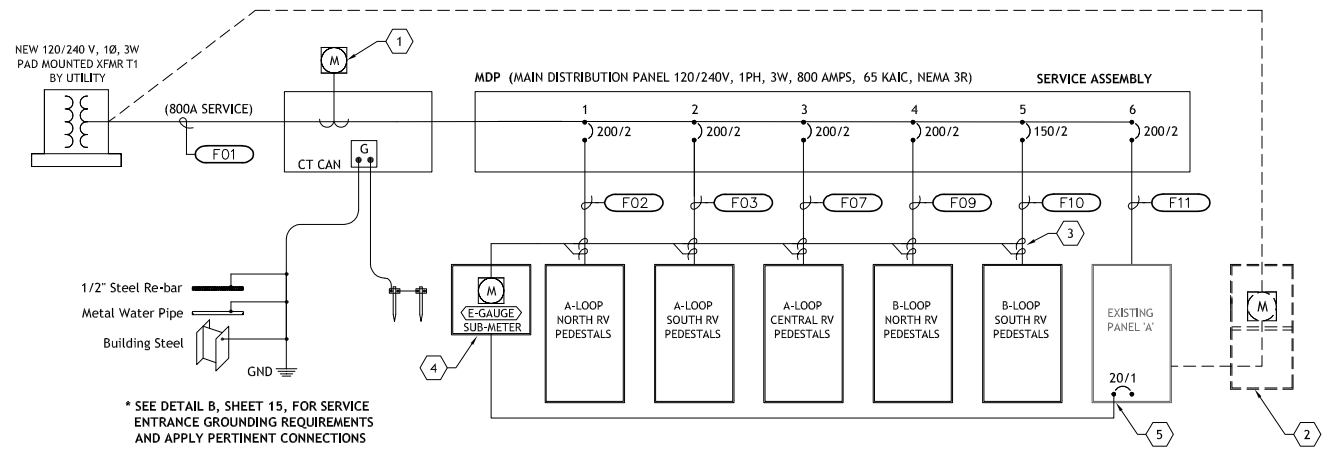 NEW 120/240 V, 1Ø, 3W
PAD MOUNTED XFMR T1
BY UTILITY
(800A SERVICE)
F01
M
1
CT CAN
G
MDP (MAIN DISTRIBUTION PANEL 120/240V, 1PH, 3W, 800 AMPS, 65 KAIC, NEMA 3R)
SERVICE ASSEMBLY
1
2
3
4
5
6
200/2
200/2
200/2
200/2
150/2
200/2
F02
F03
F07
F09
F10
F11
3
1/2" Steel Re-bar
Metal Water Pipe
Building Steel
GND
M
E-GAUGE
SUB-METER
4
A-LOOP
NORTH RV
PEDESTALS
A-LOOP
SOUTH RV
PEDESTALS
A-LOOP
CENTRAL RV
PEDESTALS
B-LOOP
NORTH RV
PEDESTALS
B-LOOP
SOUTH RV
PEDESTALS
EXISTING
PANEL 'A'
20/1
5
M
2
* SEE DETAIL B, SHEET 15, FOR SERVICE
ENTRANCE GROUNDING REQUIREMENTS
AND APPLY PERTINENT CONNECTIONS